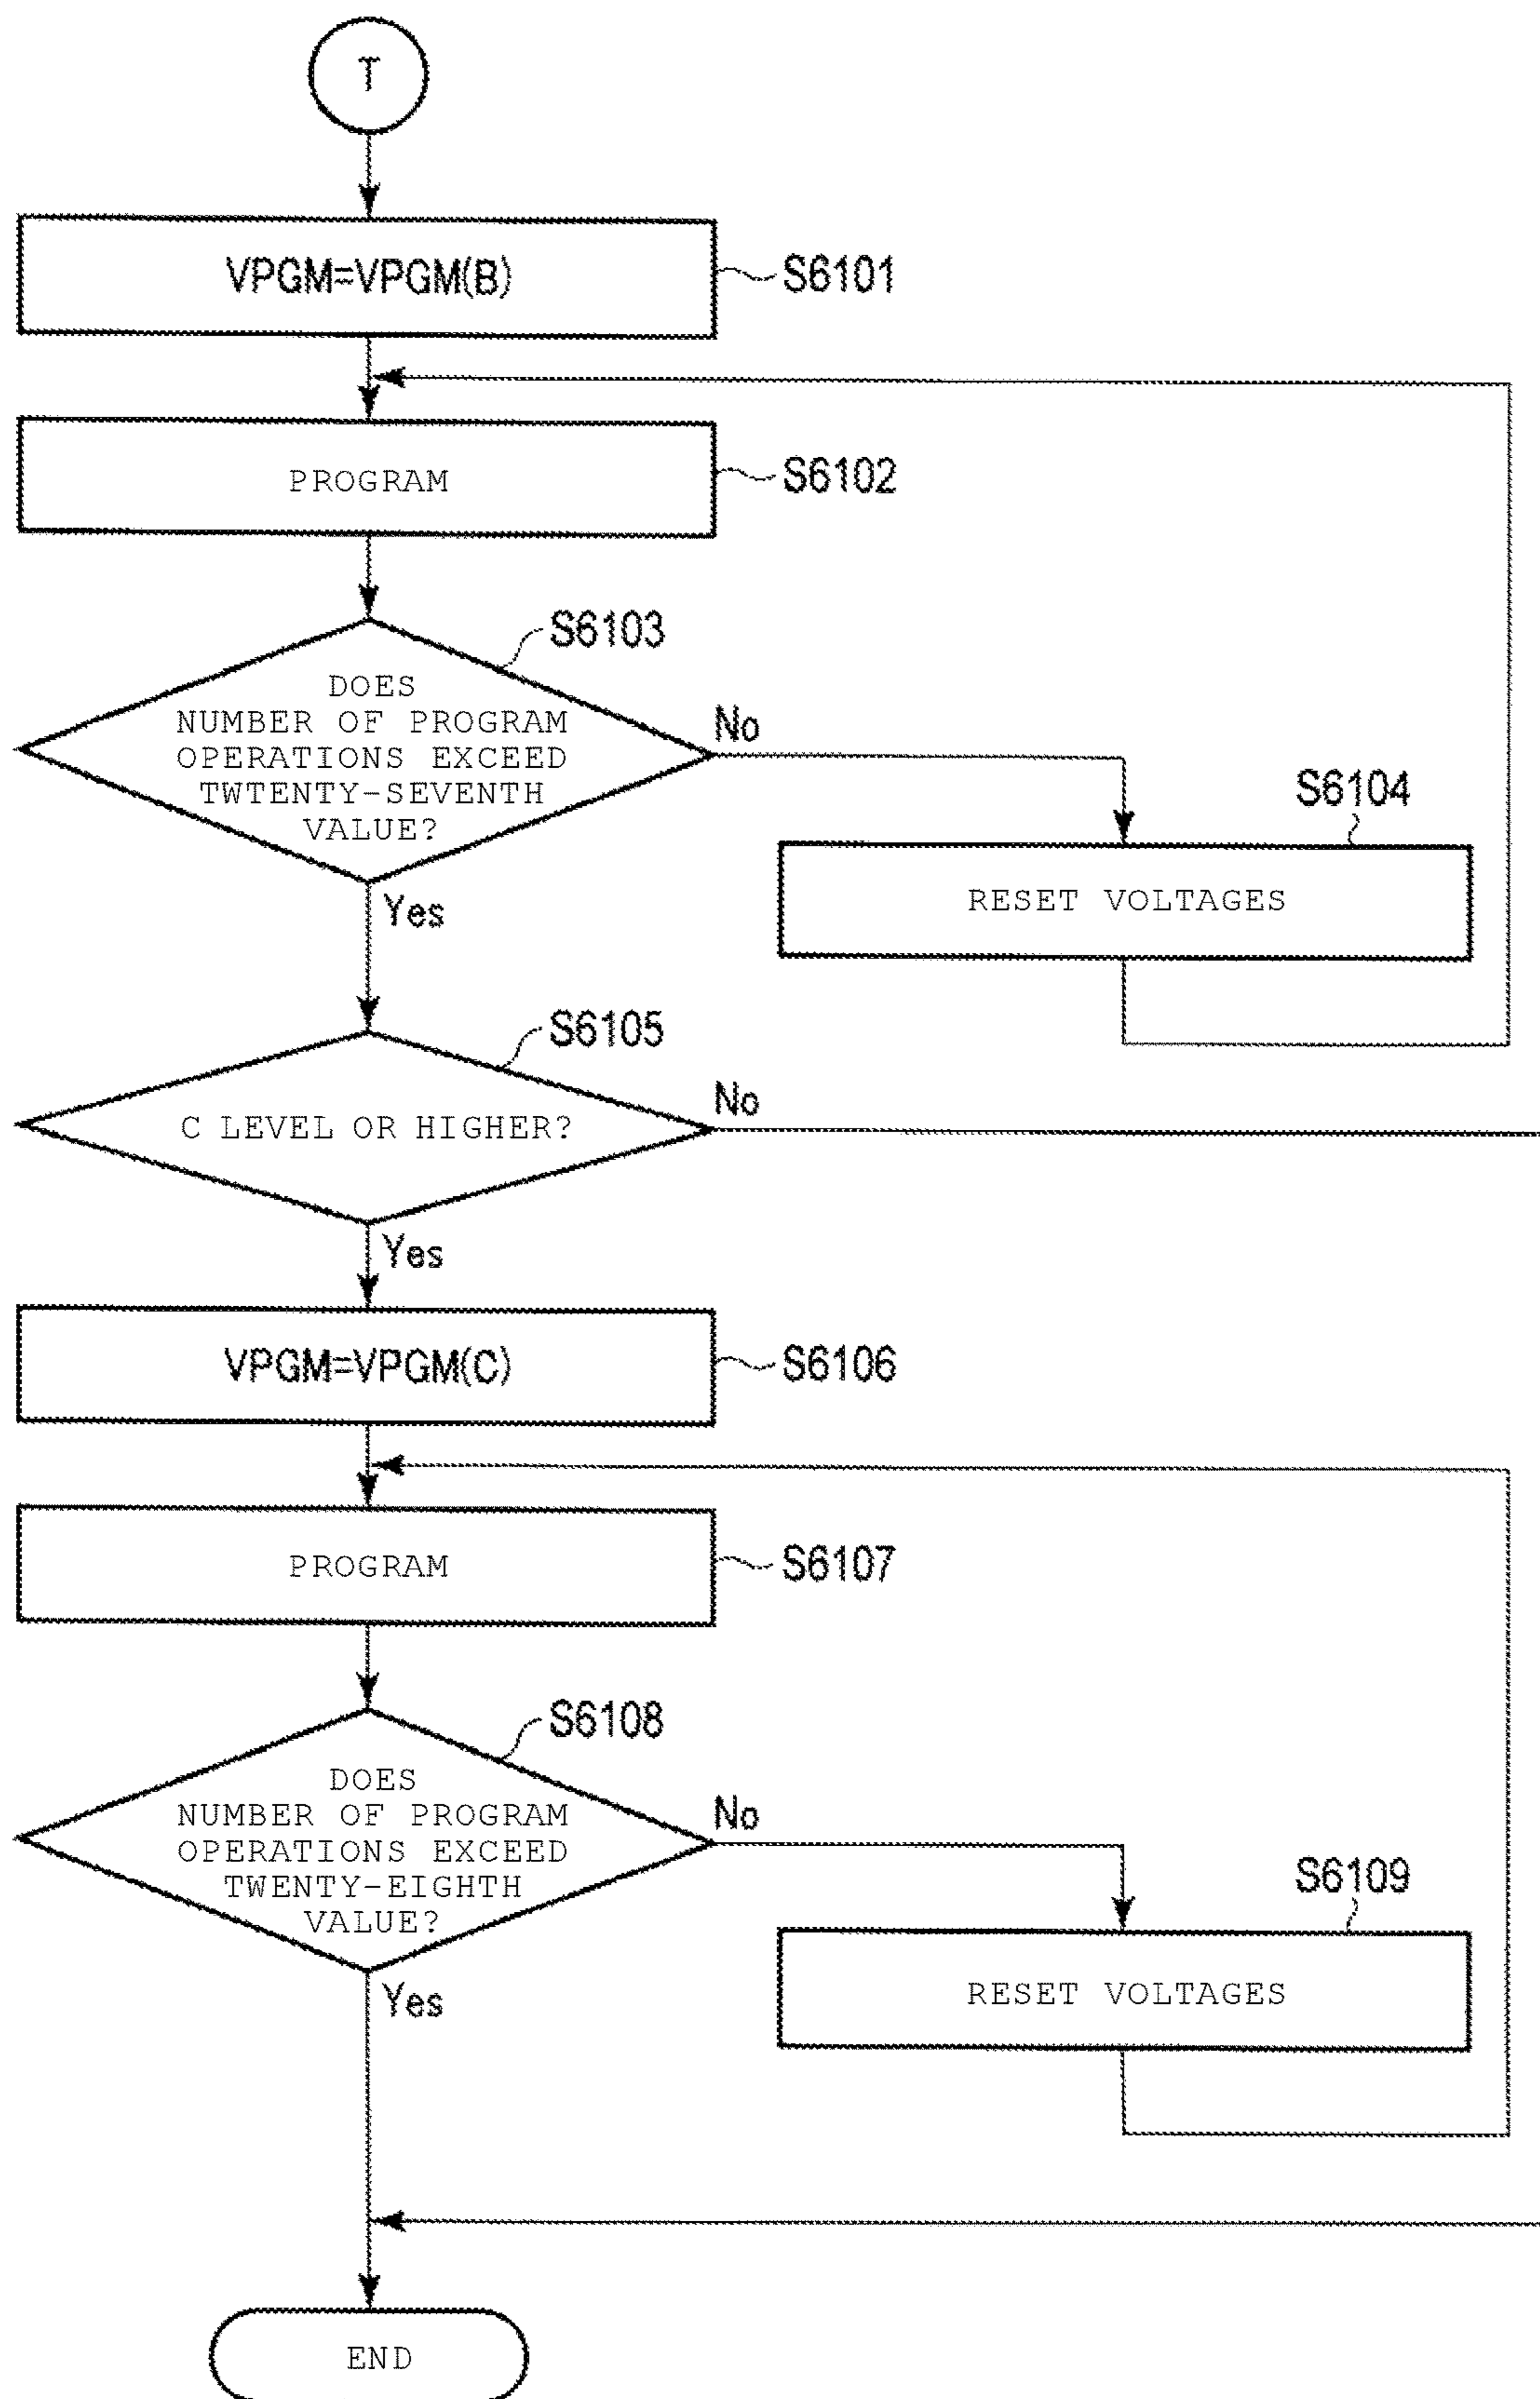 T
VPGM=VPGM(B)
S6101
PROGRAM
S6102
S6103
DOES
NUMBER OF PROGRAM
OPERATIONS EXCEED
TWTENTY-SEVENTH
VALUE?
No
Yes
S6104
RESET VOLTAGES
S6105
C LEVEL OR HIGHER?
No
Yes
VPGM=VPGM(C)
S6106
PROGRAM
S6107
S6108
DOES
NUMBER OF PROGRAM
OPERATIONS EXCEED
TWENTY-EIGHTH
VALUE?
No
Yes
S6109
RESET VOLTAGES
END